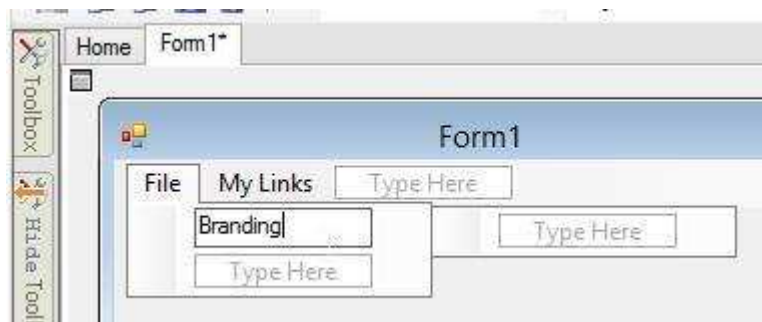 Home Form1*
Toolbox
Form1
File My Links Type Here
Branding Type Here
Type Here
Hide Tool